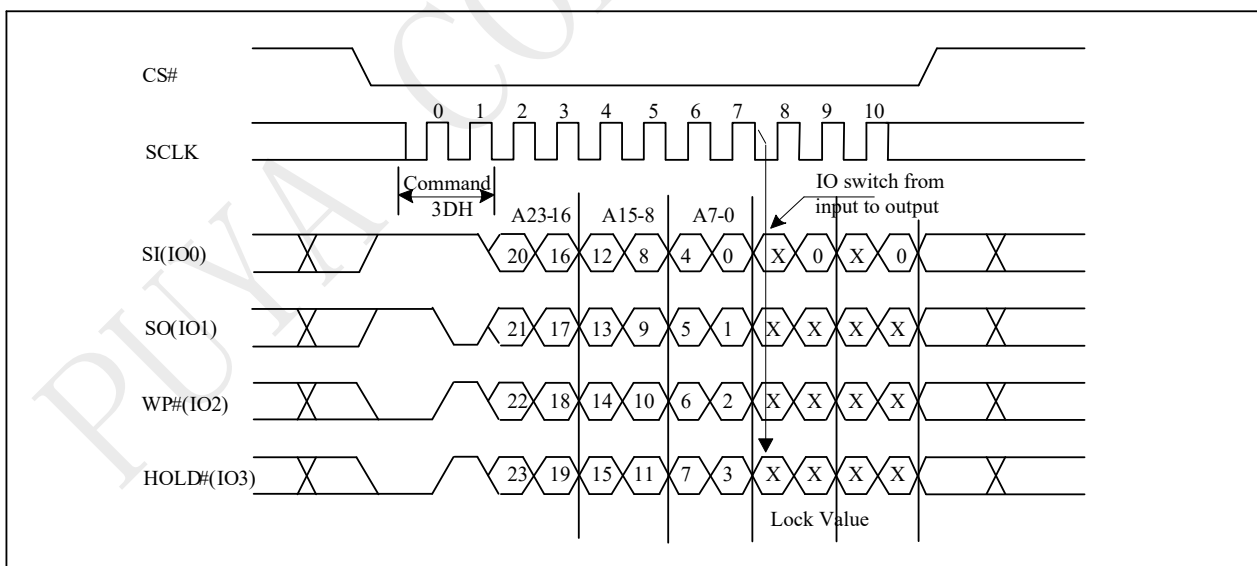 PUYA CO
CS#
0 1 2 3 4 5 6 7 8 9 10
SCLK
Command
3DH
IO switch from
input to output
A23-16 A15-8 A7-0
SI(IO0) 20 16 12 8 4 0 X 0 X 0
SO(IO1) 21 17 13 9 5 1 X X X X
WP#(IO2) 22 18 14 10 6 2 X X X X
HOLD#(IO3) 23 19 15 11 7 3 X X X X
Lock Value